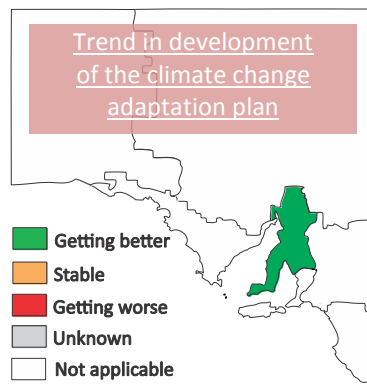 Trend in development
of the climate change
adaptation plan
Getting better
Stable
Getting worse
Unknown
Not applicable